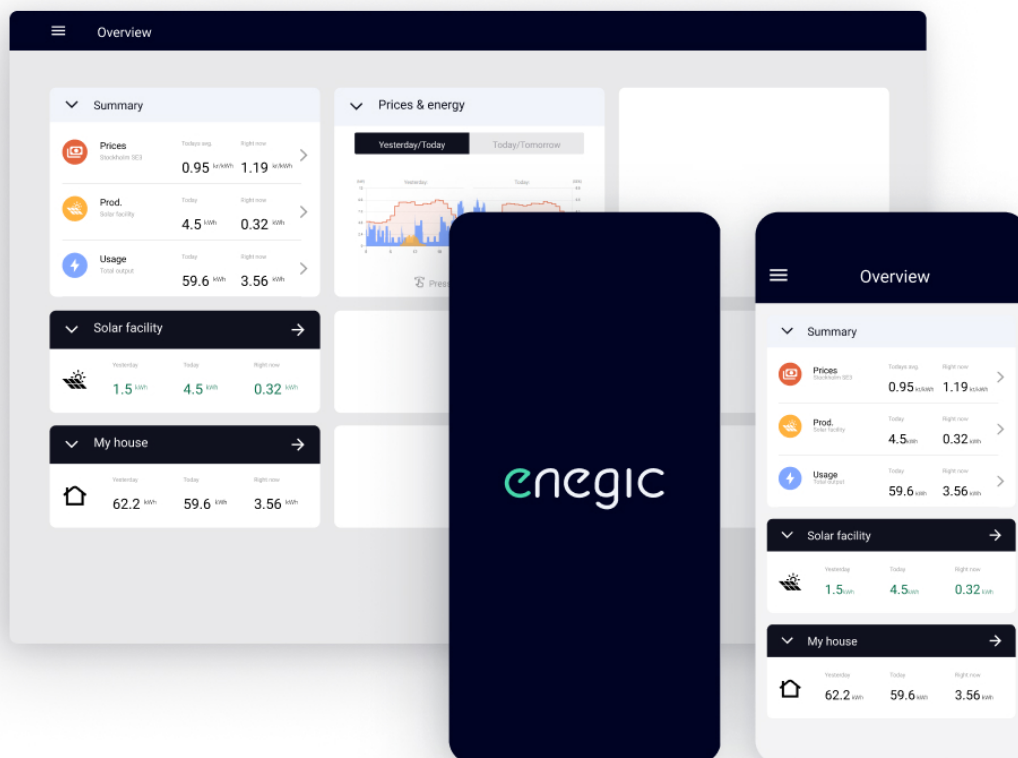 Overview
Summary
Prices
Stockholm SE3
Todays avg.
Right now
0.95 kr/kWh 1.19 kr/kWh
Prod.
Solar facility
Today
Right now
4.5 kWh 0.32 kWh
Usage
Total output
Today
Right now
59.6 kWh 3.56 kWh
Solar facility
Yesterday Today Right now
1.5 kWh 4.5 kWh 0.32 kWh
My house
Yesterday Today Right now
62.2 kWh 59.6 kWh 3.56 kWh
Prices & energy
Yesterday/Today Today/Tomorrow
Yesterday Today
enegic
Overview
Summary
Prices
Stockholm SE3
Todays avg
Right now
0.95 kr/kWh 1.19 kr/kWh
Prod.
Solar facility
Today
Right now
4.5 kWh 0.32 kWh
Usage
Total output
Today
Right now
59.6 kWh 3.56 kWh
Solar facility
Yesterday Today Right now
1.5 kWh 4.5 kWh 0.32 kWh
My house
Yesterday Today Right now
62.2 kWh 59.6 kWh 3.56 kWh